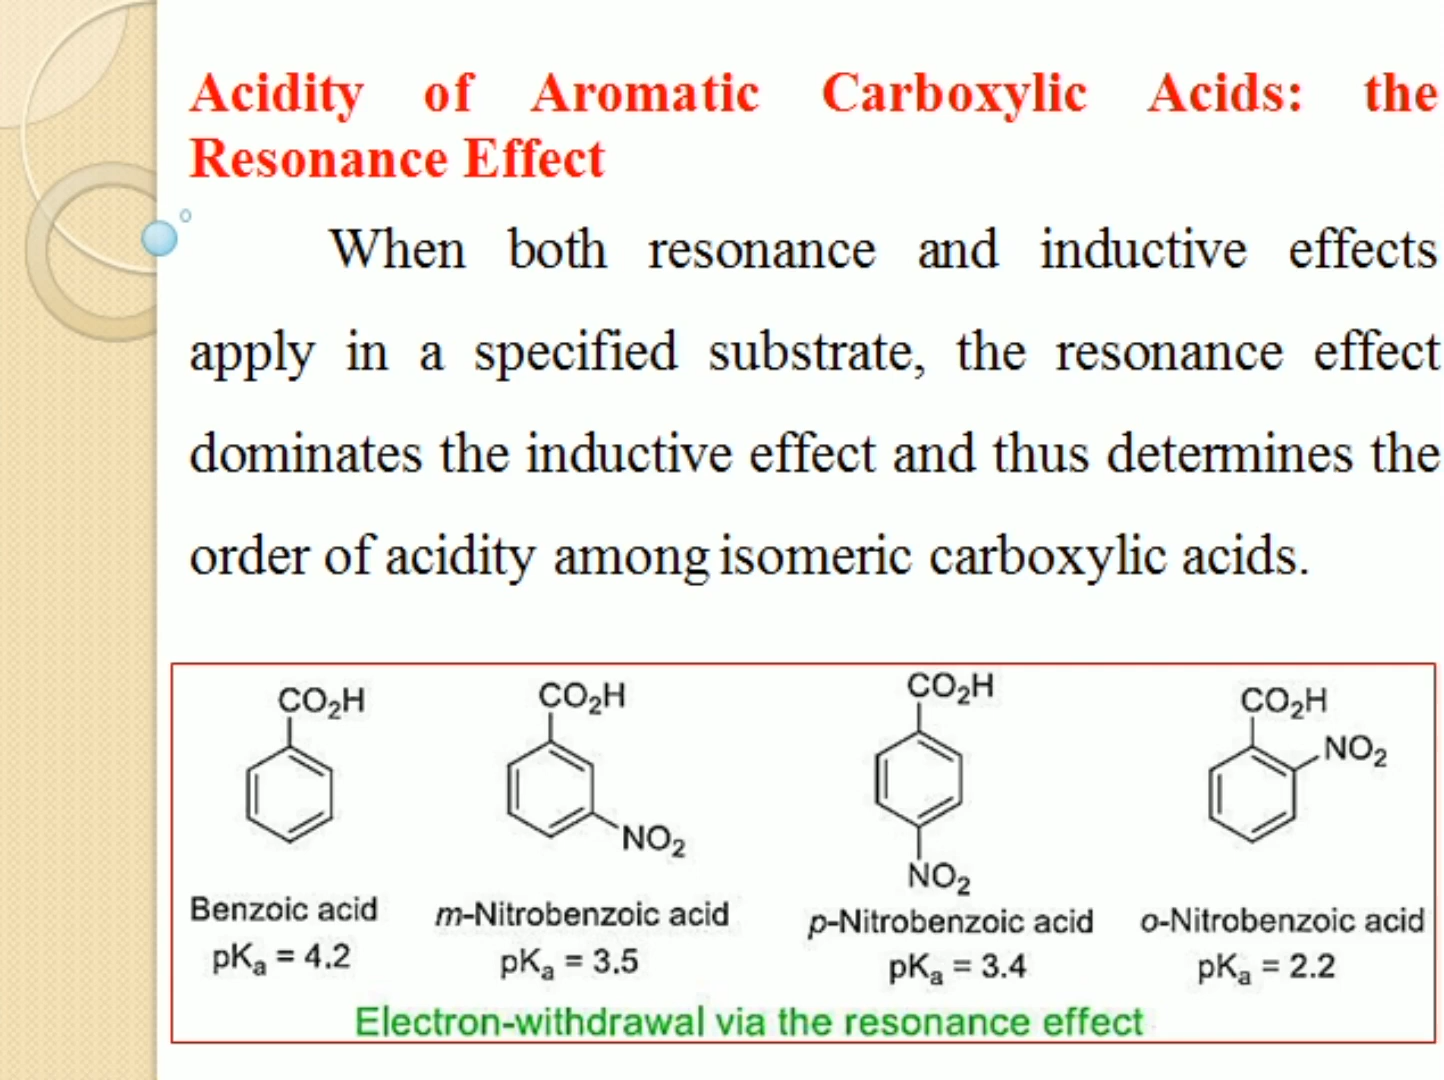 Acidity of Aromatic Carboxylic Acids: the
Resonance Effect
When both resonance and inductive effects
apply in a specified substrate, the resonance effect
dominates the inductive effect and thus determines the
order of acidity among isomeric carboxylic acids.
CO₂H CO₂H CO₂H CO₂H
NO₂
NO₂
NO₂
Benzoic acid m-Nitrobenzoic acid p-Nitrobenzoic acid o-Nitrobenzoic acid
pKₐ = 4.2 pKₐ = 3.5 pKₐ = 3.4 pKₐ = 2.2
Electron-withdrawal via the resonance effect